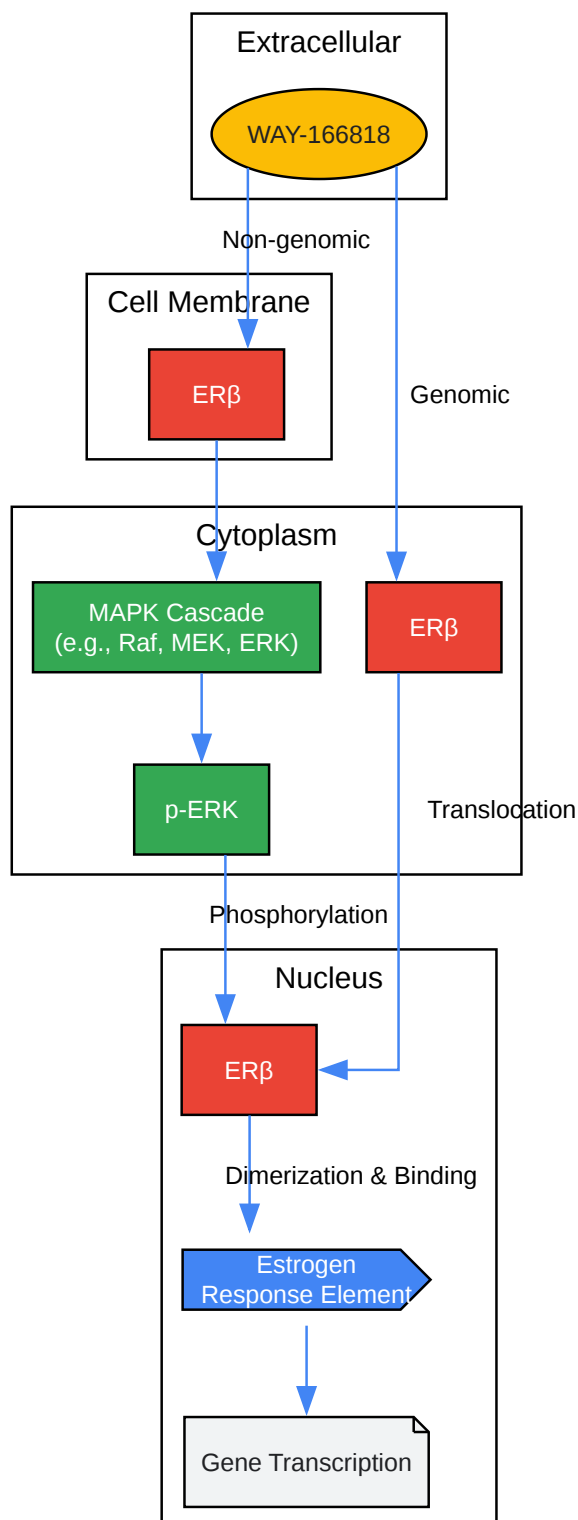 Extracellular
WAY-166818
Non-genomic
Cell Membrane
ERβ
Genomic
Cytoplasm
MAPK Cascade
(e.g., Raf, MEK, ERK)
ERβ
p-ERK
Translocation
Phosphorylation
Nucleus
ERβ
Dimerization & Binding
Estrogen
Response Element
Gene Transcription